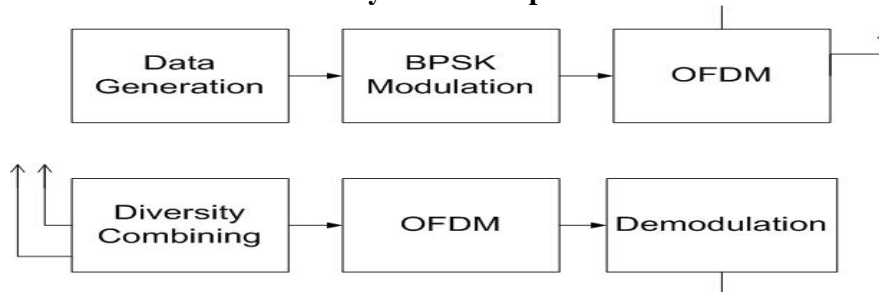 Data
Generation
BPSK
Modulation
OFDM
Diversity
Combining
OFDM
Demodulation